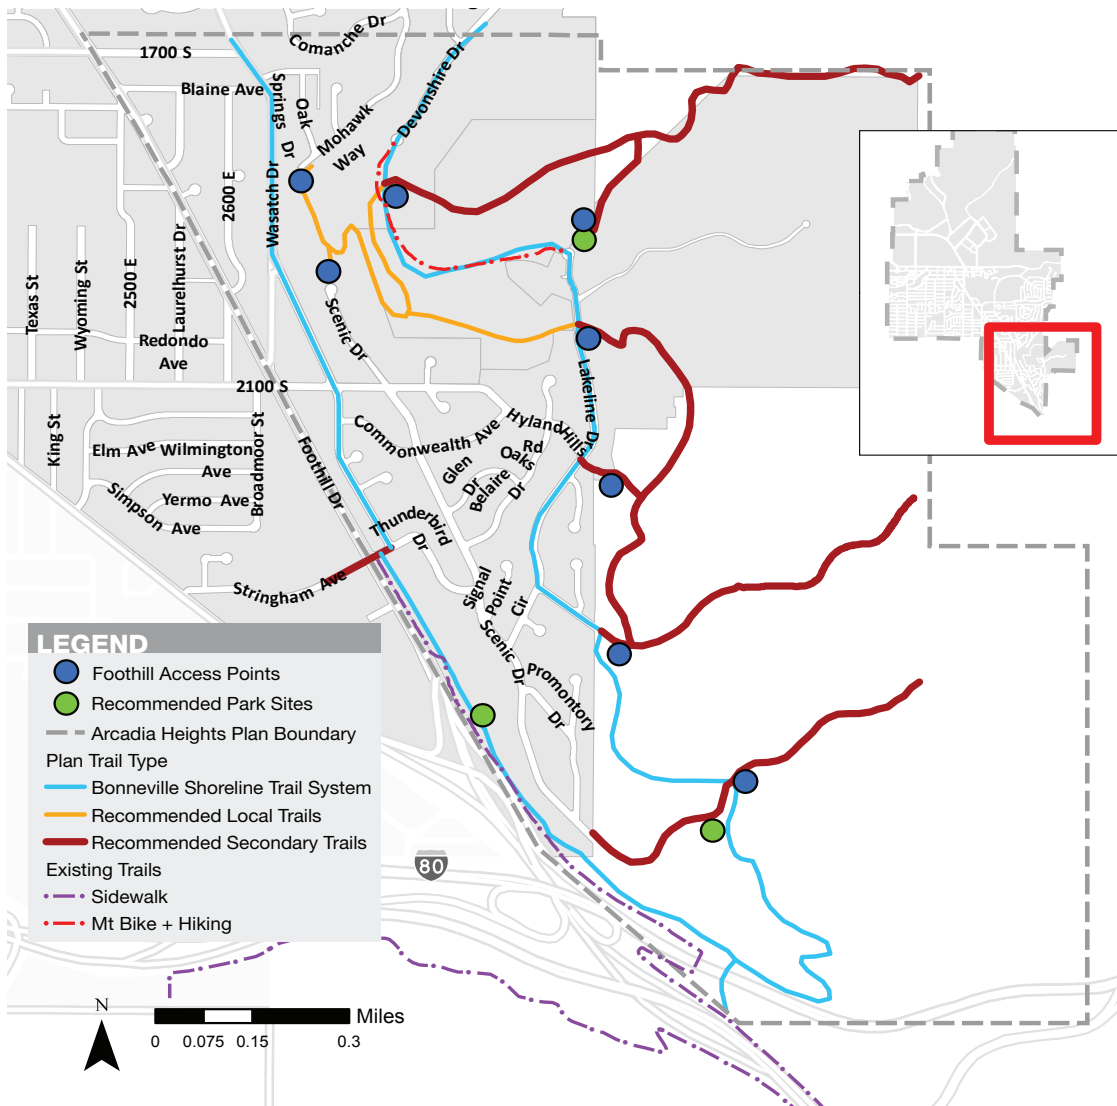 Comanche Dr
1700 S
Devonshire Dr
Blaine Ave
Springs Dr
Oak
Mohawk
Way
Wasatch Dr
2600 E
Laurelhurst Dr
2500 E
Texas St
Wyoming St
Scenic Dr
Redondo
Ave
2100 S
Lakeline Dr
Hyland Hills
Rd
Commonwealth Ave
Oaks
Glen
Dr
Belaire
Dr
King St
Elm Ave
Wilmington
Ave
Broadmoor St
Foothill Dr
Yermo Ave
Simpson Ave
Thunderbird
Dr
Stringham Ave
Signal
Point
Cir
Scenic Dr
Promontory
Dr
LEGEND
Foothill Access Points
Recommended Park Sites
Arcadia Heights Plan Boundary
Plan Trail Type
Bonneville Shoreline Trail System
Recommended Local Trails
Recommended Secondary Trails
Existing Trails
Sidewalk
Mt Bike + Hiking
80
N
Miles
0 0.075 0.15 0.3